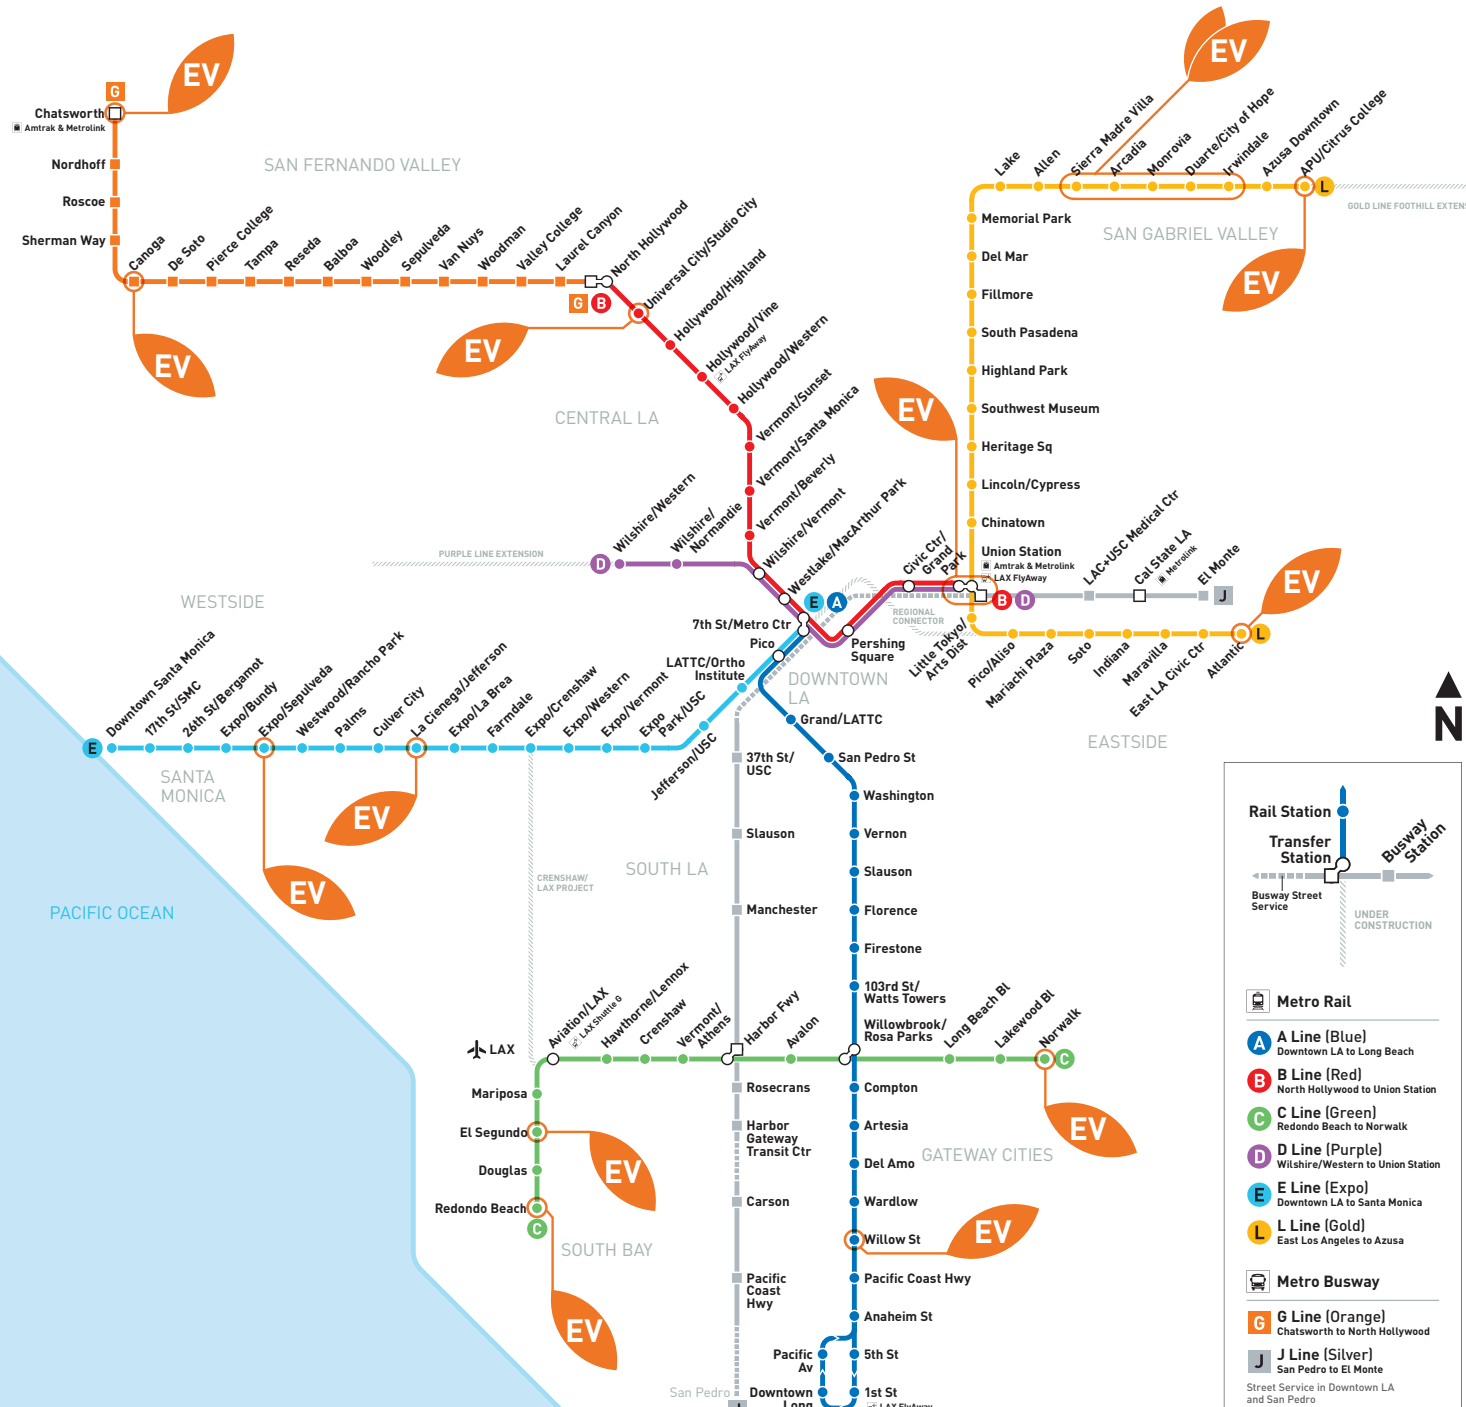 EV
G
Chatsworth
Amtrak & Metrolink
Nordhoff
Roscoe
Sherman Way
SAN FERNANDO VALLEY
Canoga
De Soto
Pierce College
Tampa
Reseda
Balboa
Woodley
Sepulveda
Van Nuys
Woodman
Valley College
Laurel Canyon
North Hollywood
G
B
EV
EV
Universal City/Studio City
Hollywood/Highland
Hollywood/Vine
LAX FlyAway
Hollywood/Western
Vermont/Sunset
Vermont/Santa Monica
Vermont/Beverly
Wilshire/Vermont
Westlake/MacArthur Park
CENTRAL LA
EV
Lake
Allen
Sierra Madre Villa
Arcadia
Monrovia
Duarte/City of Hope
Irwindale
Azusa Downtown
APU/Citrus College
L
GOLD LINE FOOTHILL EXTENS
SAN GABRIEL VALLEY
EV
Memorial Park
Del Mar
Fillmore
South Pasadena
Highland Park
Southwest Museum
Heritage Sq
Lincoln/Cypress
Chinatown
Union Station
Amtrak & Metrolink
LAX FlyAway
EV
PURPLE LINE EXTENSION
D
Wilshire/Western
Wilshire/
Normandie
Civic Ctr/
Grand
Park
B
D
LAC+USC Medical Ctr
Cal State LA
Metrolink
El Monte
J
EV
REGIONAL
CONNECTOR
E
A
7th St/Metro Ctr
Pico
Pershing
Square
Little Tokyo/
Arts Dist
Pico/Aliso
Mariachi Plaza
Soto
Indiana
Maravilla
East LA Civic Ctr
Atlantic
L
WESTSIDE
LATTC/Ortho
Institute
DOWNTOWN
LA
EASTSIDE
N
E
Downtown Santa Monica
17th St/SMC
26th St/Bergamot
Expo/Bundy
Expo/Sepulveda
Westwood/Rancho Park
Palms
Culver City
La Cienega/Jefferson
Expo/La Brea
Farmdale
Expo/Crenshaw
Expo/Western
Expo/Vermont
Expo
Park/USC
Jefferson/USC
SANTA
MONICA
EV
EV
PACIFIC OCEAN
CRENSHAW/
LAX PROJECT
SOUTH LA
Grand/LATTC
San Pedro St
Washington
Vernon
Slauson
Florence
Firestone
103rd St/
Watts Towers
Willowbrook/
Rosa Parks
Compton
Artesia
Del Amo
Wardlow
Willow St
Pacific Coast Hwy
Anaheim St
5th St
1st St
LAX FlyAway
Pacific
Av
Downtown
Long
37th St/
USC
Slauson
Manchester
Harbor Fwy
Rosecrans
Harbor
Gateway
Transit Ctr
Carson
Pacific
Coast
Hwy
San Pedro
J
LAX
Aviation/LAX
LAX Shuttle G
Hawthorne/Lennox
Crenshaw
Vermont/
Athens
Avalon
Long Beach Bl
Lakewood Bl
Norwalk
C
EV
Mariposa
El Segundo
Douglas
Redondo Beach
C
EV
EV
SOUTH BAY
GATEWAY CITIES
EV
Rail Station
Transfer
Station
Busway
Station
Busway Street
Service
UNDER
CONSTRUCTION
Metro Rail
A A Line (Blue)
Downtown LA to Long Beach
B B Line (Red)
North Hollywood to Union Station
C C Line (Green)
Redondo Beach to Norwalk
D D Line (Purple)
Wilshire/Western to Union Station
E E Line (Expo)
Downtown LA to Santa Monica
L L Line (Gold)
East Los Angeles to Azusa
Metro Busway
G G Line (Orange)
Chatsworth to North Hollywood
J J Line (Silver)
San Pedro to El Monte
Street Service in Downtown LA
and San Pedro